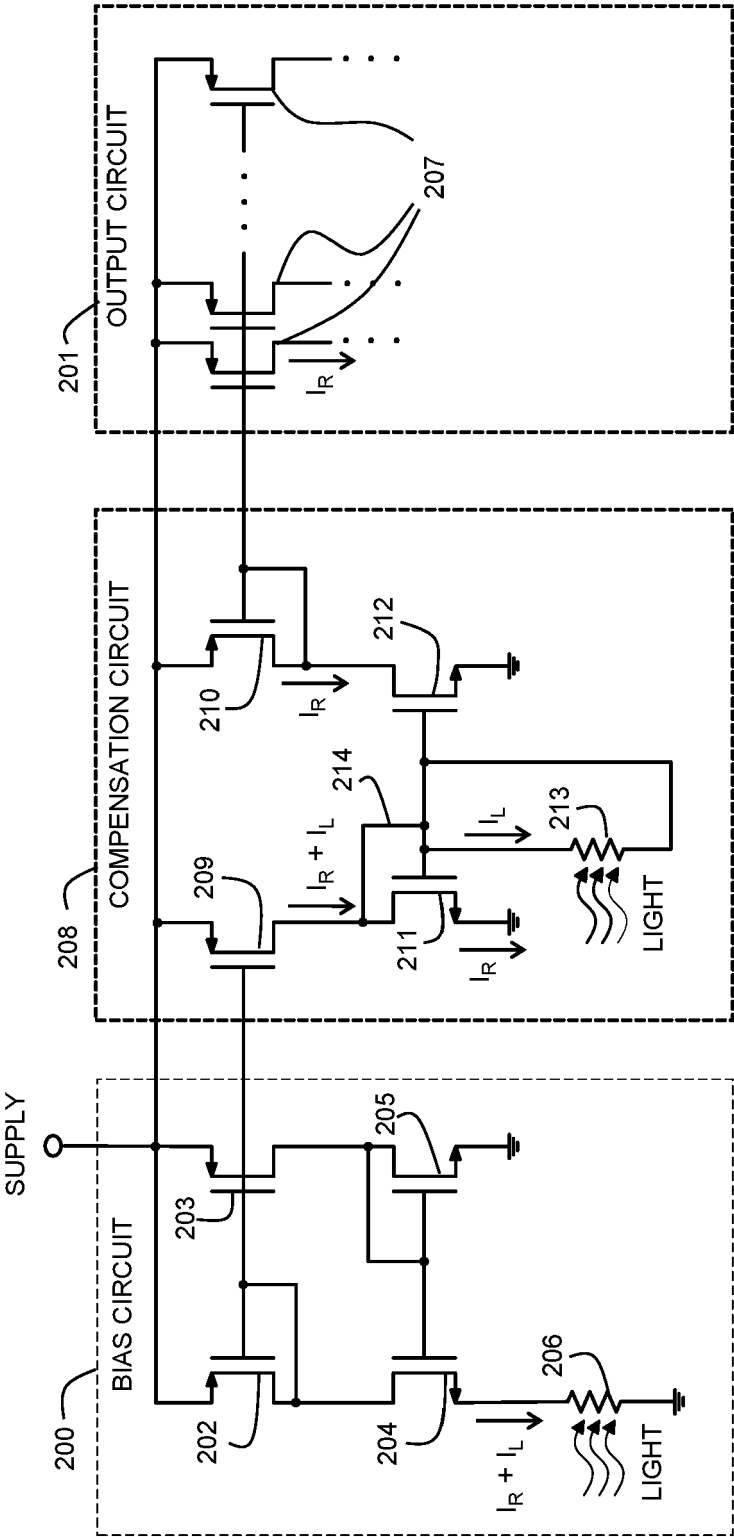 SUPPLY
200
BIAS CIRCUIT
202
203
204
205
I_R + I_L
206
LIGHT
208
COMPENSATION CIRCUIT
209
210
I_R + I_L
I_R
214
211
212
I_R
I_L
213
LIGHT
201
OUTPUT CIRCUIT
I_R
207